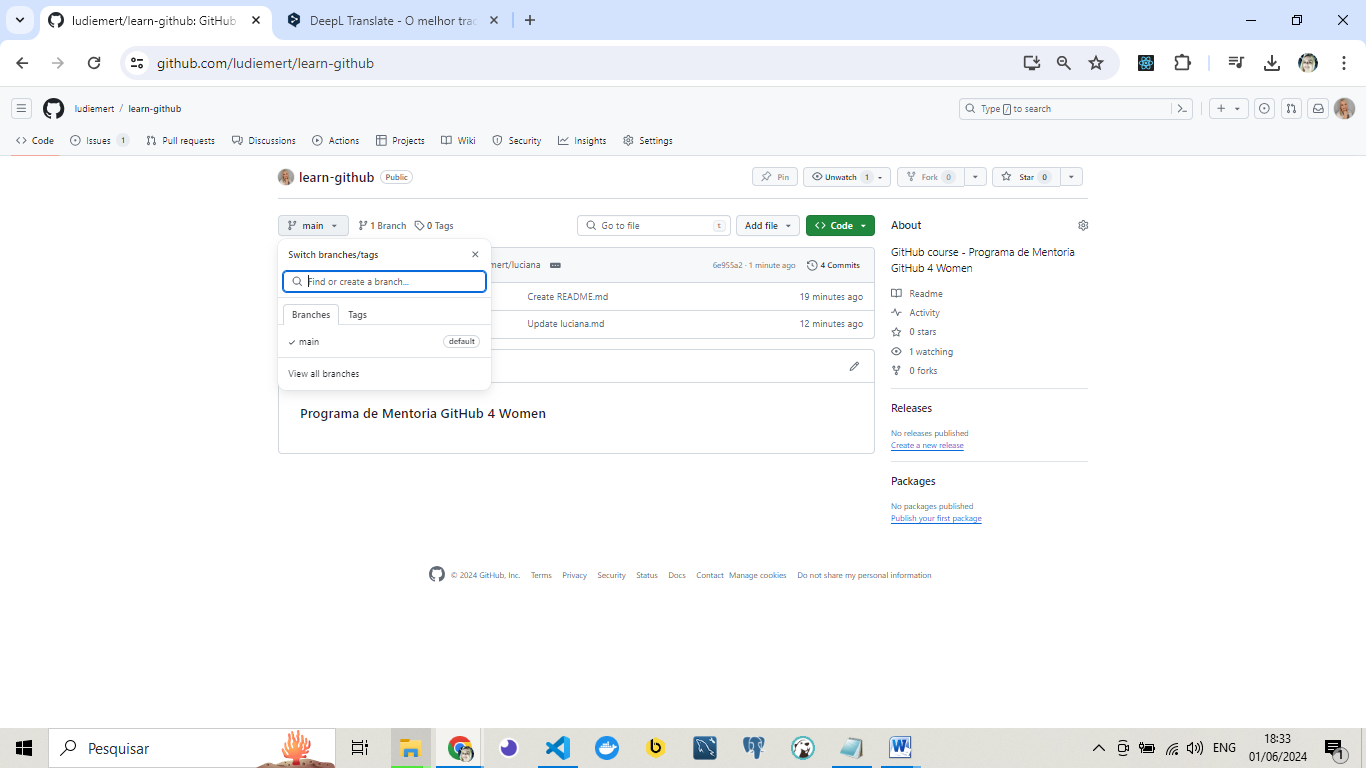 ludiemert/learn-github: GitHub
DeepL Translate - O melhor trad
github.com/ludiemert/learn-github
ludiemert / learn-github
Type / to search
Code Issues 1 Pull requests Discussions Actions Projects Wiki Security Insights Settings
learn-github Public
Pin Unwatch 1 Fork 0 Star 0
main 1 Branch 0 Tags Go to file t Add file Code
Switch branches/tags
Find or create a branch...
Branches Tags
main default
View all branches
mert/luciana 6e955a2 · 1 minute ago 4 Commits
Create README.md 19 minutes ago
Update luciana.md 12 minutes ago
Programa de Mentoria GitHub 4 Women
About
GitHub course - Programa de Mentoria
GitHub 4 Women
Readme
Activity
0 stars
1 watching
0 forks
Releases
No releases published
Create a new release
Packages
No packages published
Publish your first package
© 2024 GitHub, Inc. Terms Privacy Security Status Docs Contact Manage cookies Do not share my personal information
Pesquisar
ENG
18:33
01/06/2024
1